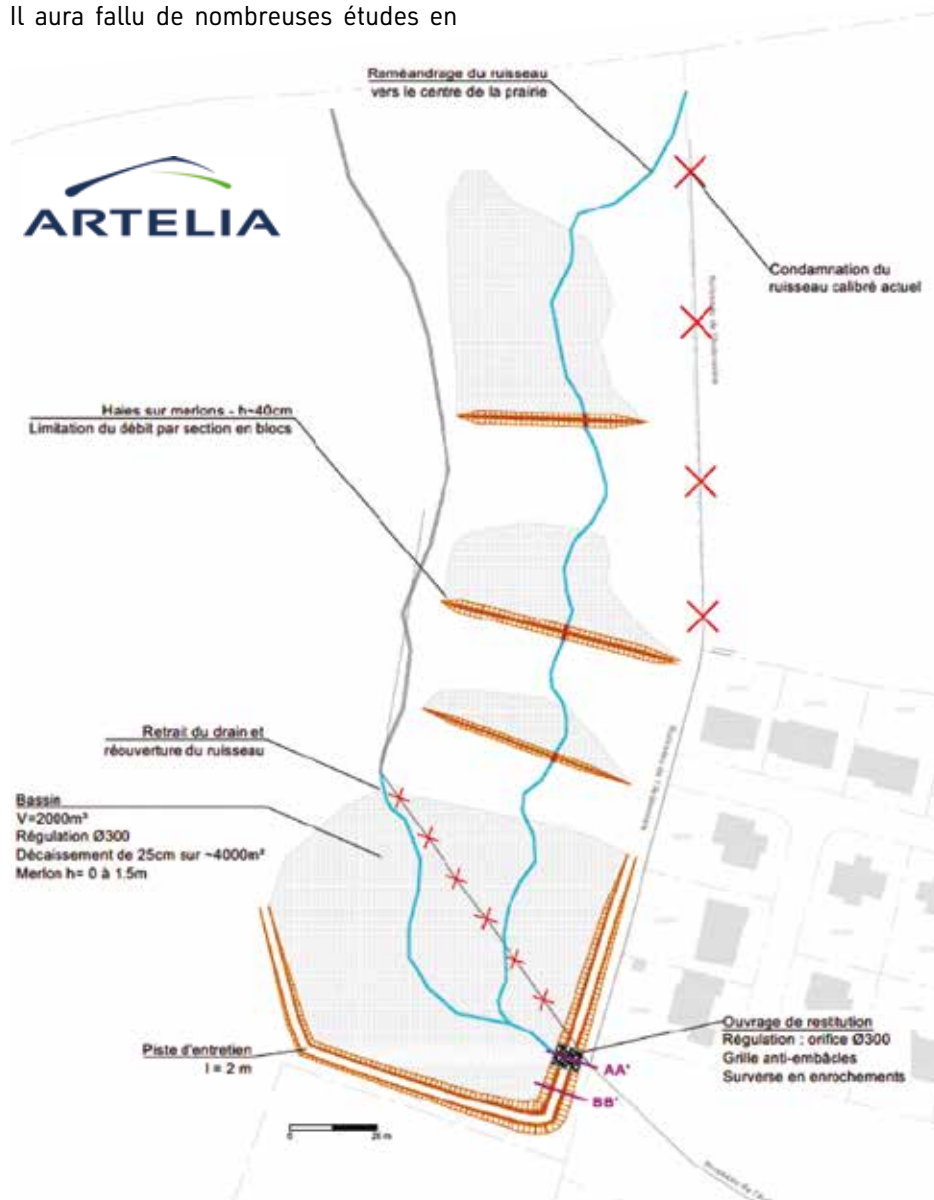 Il aura fallu de nombreuses études en
Reméandrage du ruisseau
vers le centre de la prairie
ARTELIA
Condamnation du
ruisseau calibré actuel
Haies sur merlons - h~40cm
Limitation du débit par section en blocs
Retrait du drain et
réouverture du ruisseau
Bassin
V=2000m³
Régulation Ø300
Décaissement de 25cm sur ~4000m²
Merlon h= 0 à 1.5m
Ouvrage de restitution
Régulation : orifice Ø300
Grille anti-embâcles
Surverse en enrochements
Piste d'entretien
l = 2 m
AA'
BB'
0 25 m